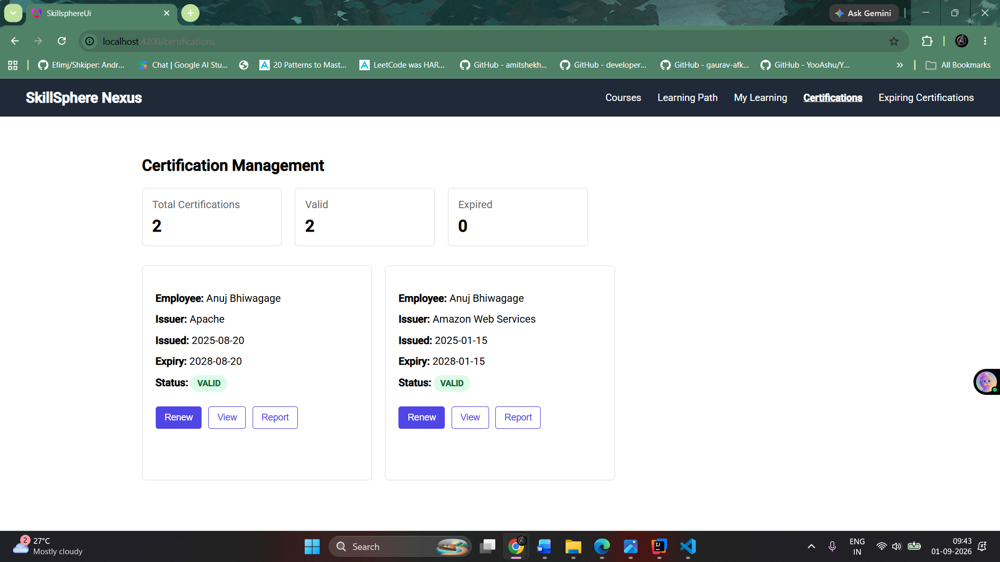 SkillsphereUi
Ask Gemini
localhost:4200/certifications
Efimj/Shkiper: Andr...
Chat | Google AI Stu...
20 Patterns to Mast...
LeetCode was HAR...
GitHub - amitshekh...
GitHub - developer...
GitHub - gaurav-afk...
GitHub - YooAshu/Y...
All Bookmarks
SkillSphere Nexus
Courses
Learning Path
My Learning
Certifications
Expiring Certifications
Certification Management
Total Certifications
2
Valid
2
Expired
0
Employee: Anuj Bhiwagage
Issuer: Apache
Issued: 2025-08-20
Expiry: 2028-08-20
Status: VALID
Renew
View
Report
Employee: Anuj Bhiwagage
Issuer: Amazon Web Services
Issued: 2025-01-15
Expiry: 2028-01-15
Status: VALID
Renew
View
Report
2
27°C
Mostly cloudy
Search
ENG
IN
09:43
01-09-2026